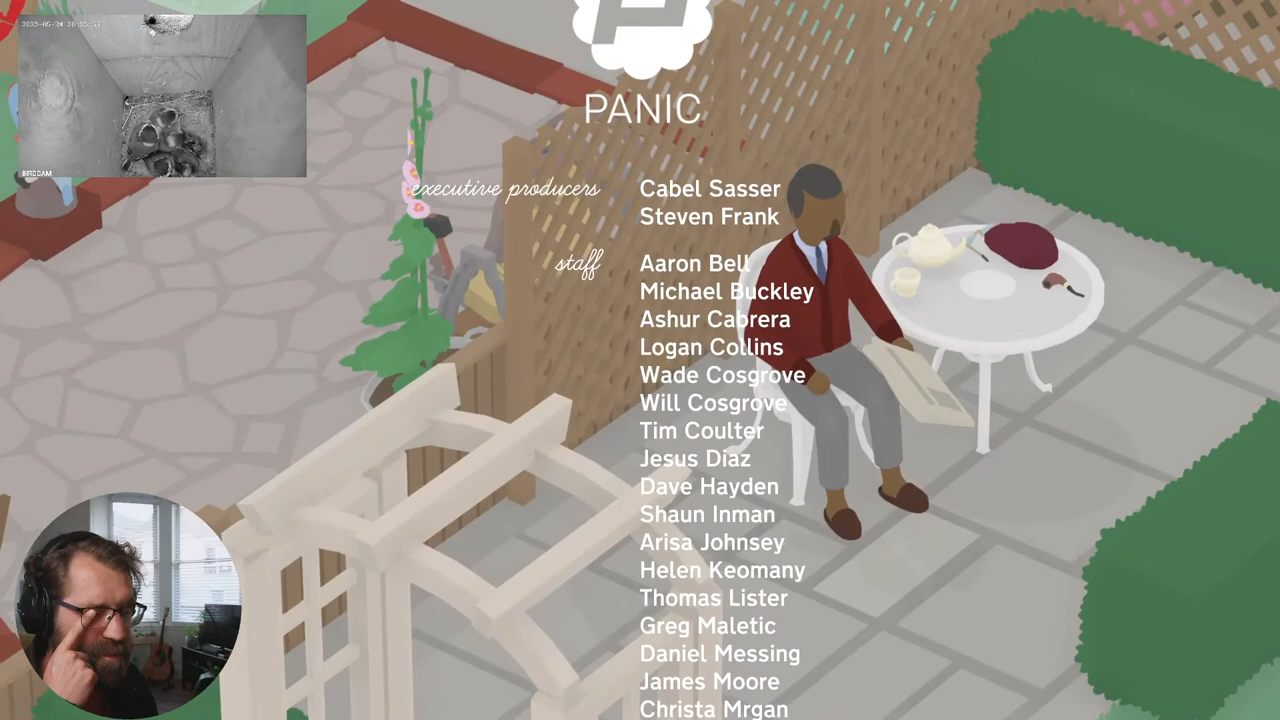 BIRDCAM
PANIC
executive producers
Cabel Sasser
Steven Frank
staff
Aaron Bell
Michael Buckley
Ashur Cabrera
Logan Collins
Wade Cosgrove
Will Cosgrove
Tim Coulter
Jesus Diaz
Dave Hayden
Shaun Inman
Arisa Johnsey
Helen Keomany
Thomas Lister
Greg Maletic
Daniel Messing
James Moore
Christa Mrgan